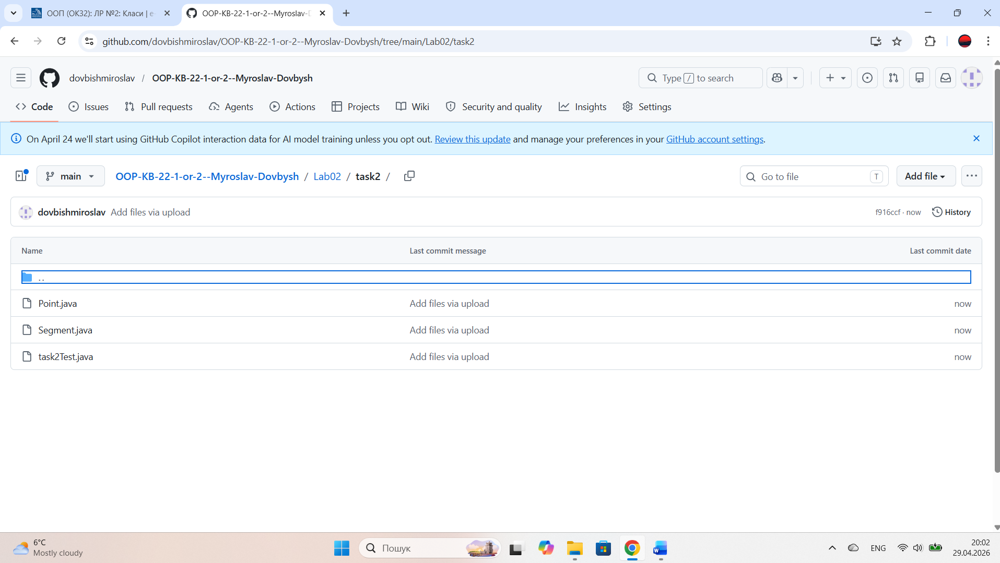 ООП (ОК32): ЛР №2: Класи | e-
OOP-KB-22-1-or-2--Myroslav-D
github.com/dovbishmiroslav/OOP-KB-22-1-or-2--Myroslav-Dovbysh/tree/main/Lab02/task2
dovbishmiroslav / OOP-KB-22-1-or-2--Myroslav-Dovbysh
Type / to search
Code
Issues
Pull requests
Agents
Actions
Projects
Wiki
Security and quality
Insights
Settings
On April 24 we'll start using GitHub Copilot interaction data for AI model training unless you opt out. Review this update and manage your preferences in your GitHub account settings.
main
OOP-KB-22-1-or-2--Myroslav-Dovbysh / Lab02 / task2 /
Go to file T
Add file
dovbishmiroslav Add files via upload
f916ccf · now
History
Name Last commit message Last commit date
..
Point.java Add files via upload now
Segment.java Add files via upload now
task2Test.java Add files via upload now
6°C
Mostly cloudy
Пошук
W
ENG
20:02
29.04.2026